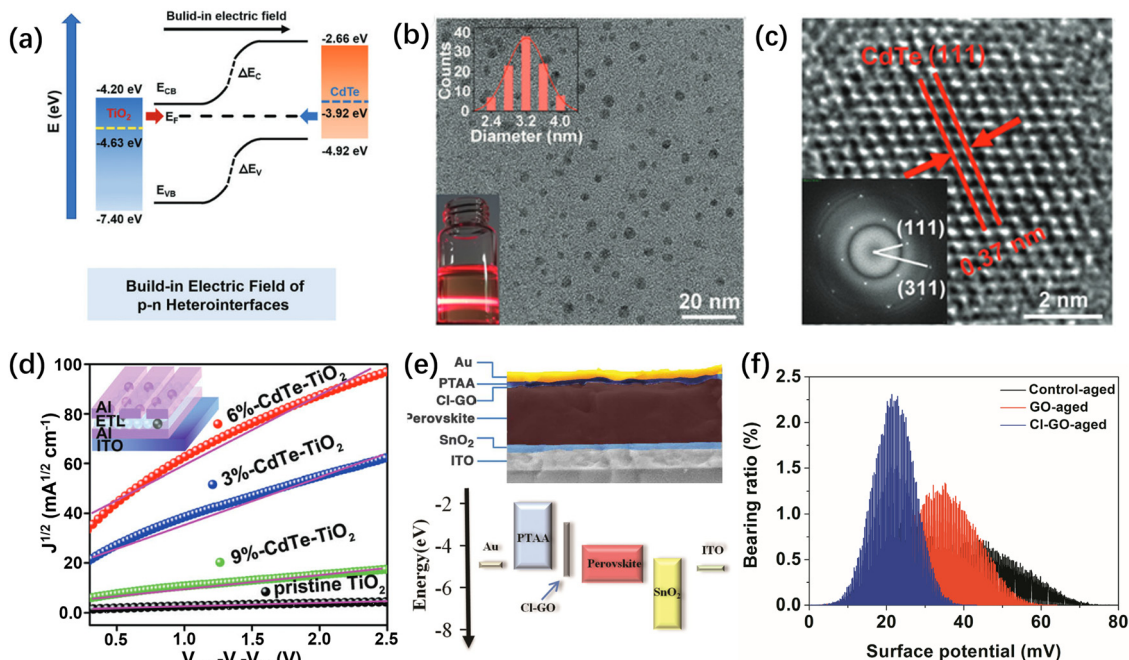 (a)
Bulid-in electric field
E (eV)
-4.20 eV
TiO2
-4.63 eV
-7.40 eV
ECB
EF
EVB
ΔEC
ΔEV
-2.66 eV
CdTe
-3.92 eV
-4.92 eV
Build-in Electric Field of
p-n Heterointerfaces
(b)
Counts
40
30
20
10
0
2.4 3.2 4.0
Diameter (nm)
20 nm
(c)
CdTe (111)
0.37 nm
(111)
(311)
2 nm
(d)
J1/2 (mA1/2 cm-1)
100
80
60
40
20
0.0
Al
ETL
Al
ITO
6%-CdTe-TiO2
3%-CdTe-TiO2
9%-CdTe-TiO2
pristine TiO2
0.5 1.0 1.5 2.0 2.5
(V)
(e)
Au
PTAA
Cl-GO
Perovskite
SnO2
ITO
Energy(eV)
-2
-4
-6
-8
Au
PTAA
Cl-GO
Perovskite
SnO2
ITO
(f)
Bearing ratio (%)
2.5
2.0
1.5
1.0
0.5
0.0
Control-aged
GO-aged
Cl-GO-aged
0 20 40 60 80
Surface potential (mV)